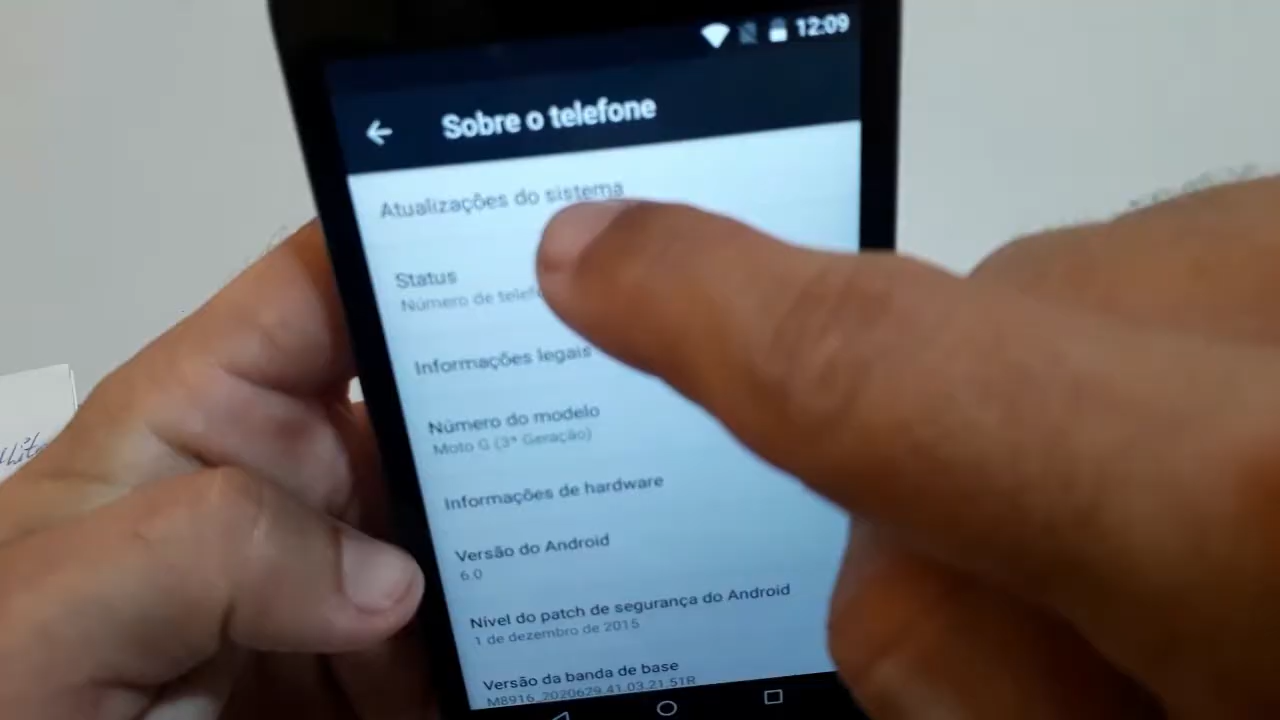 12:09
Sobre o telefone
Atualizações do sistema
Status
Número de
Informações legais
Número do modelo
Moto G (3ª Geração)
Informações de hardware
Versão do Android
6.0
Nível do patch de segurança do Android
1 de dezembro de 2015
Versão da banda de base
M8916_2020629.41.03.21.51R